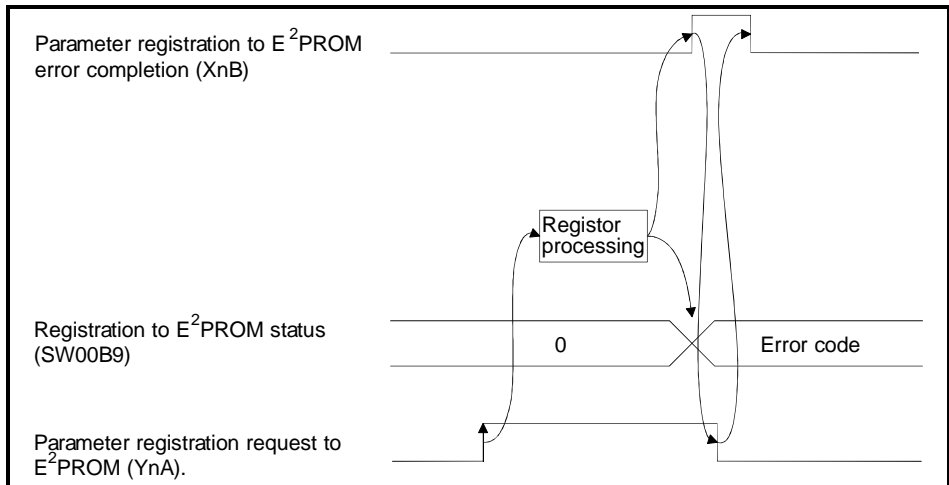 Parameter registration to E²PROM
error completion (XnB)
Registor
processing
Registration to E²PROM status
(SW00B9)
0
Error code
Parameter registration request to
E²PROM (YnA).